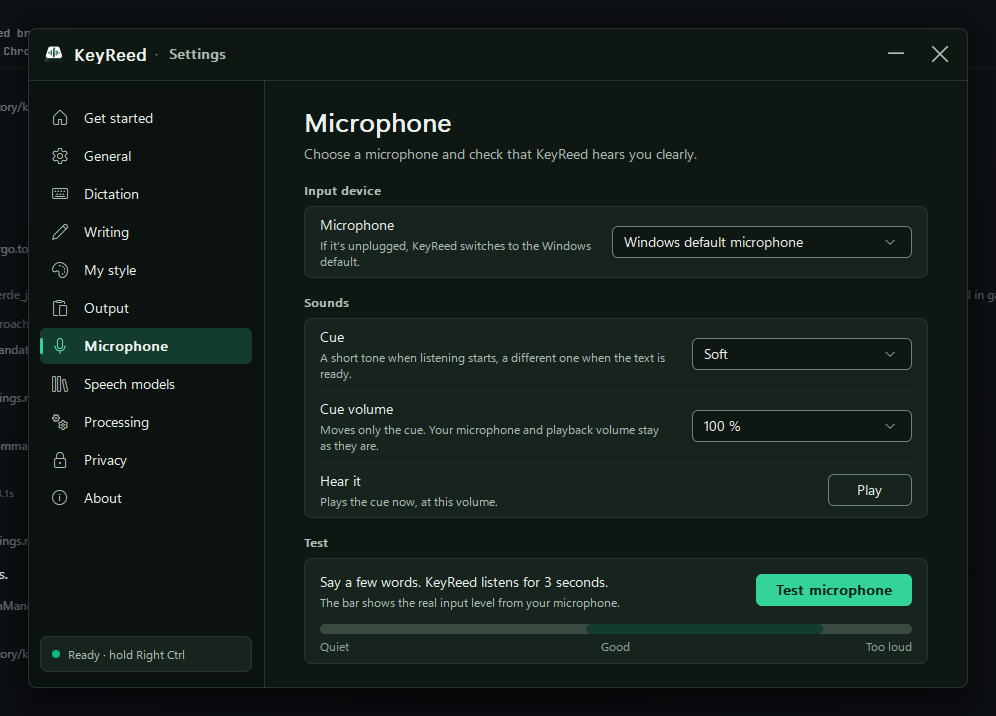 KeyReed · Settings
Get started
General
Dictation
Writing
My style
Output
Microphone
Speech models
Processing
Privacy
About
Ready · hold Right Ctrl
Microphone
Choose a microphone and check that KeyReed hears you clearly.
Input device
Microphone
If it's unplugged, KeyReed switches to the Windows
default.
Windows default microphone
Sounds
Cue
A short tone when listening starts, a different one when the text is
ready.
Soft
Cue volume
Moves only the cue. Your microphone and playback volume stay
as they are.
100 %
Hear it
Plays the cue now, at this volume.
Play
Test
Say a few words. KeyReed listens for 3 seconds.
The bar shows the real input level from your microphone.
Test microphone
Quiet
Good
Too loud